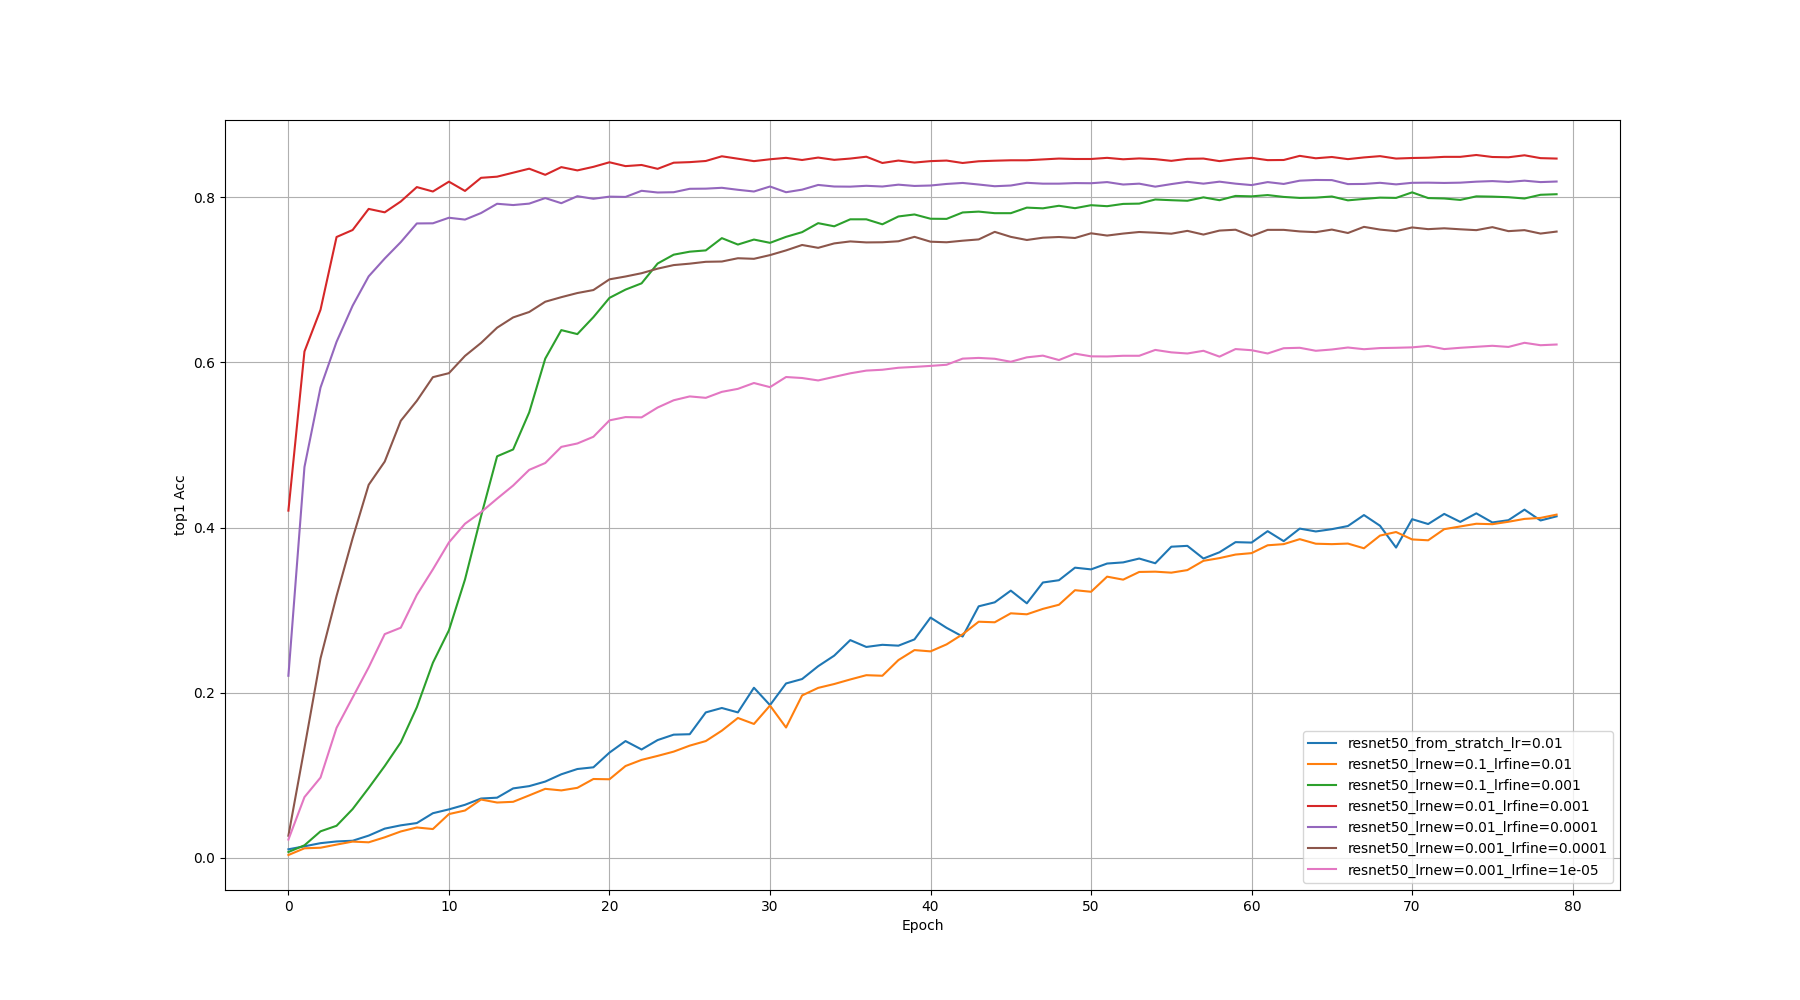 top1 Acc
0.8
0.6
0.4
0.2
0.0
0 10 20 30 40 50 60 70 80
Epoch
resnet50_from_stratch_lr=0.01
resnet50_lrnew=0.1_lrfine=0.01
resnet50_lrnew=0.1_lrfine=0.001
resnet50_lrnew=0.01_lrfine=0.001
resnet50_lrnew=0.01_lrfine=0.0001
resnet50_lrnew=0.001_lrfine=0.0001
resnet50_lrnew=0.001_lrfine=1e-05